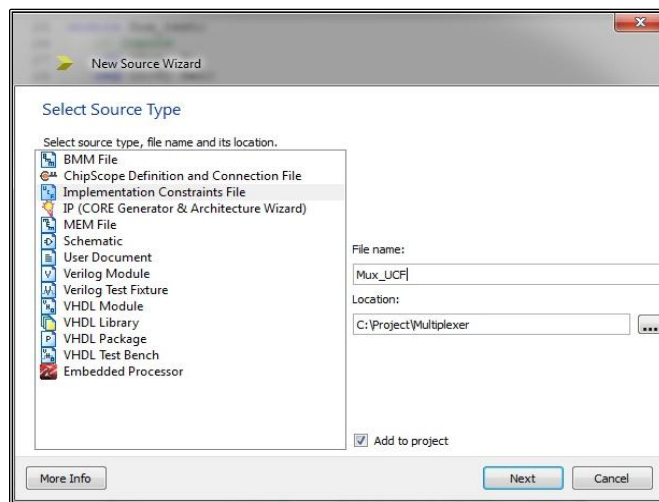 New Source Wizard
Select Source Type
Select source type, file name and its location.
BMM File
ChipScope Definition and Connection File
Implementation Constraints File
IP (CORE Generator & Architecture Wizard)
MEM File
Schematic
User Document
Verilog Module
Verilog Test Fixture
VHDL Module
VHDL Library
VHDL Package
VHDL Test Bench
Embedded Processor
File name:
Mux_UCF
Location:
C:\Project\Multiplexer
...
Add to project
More Info
Next
Cancel